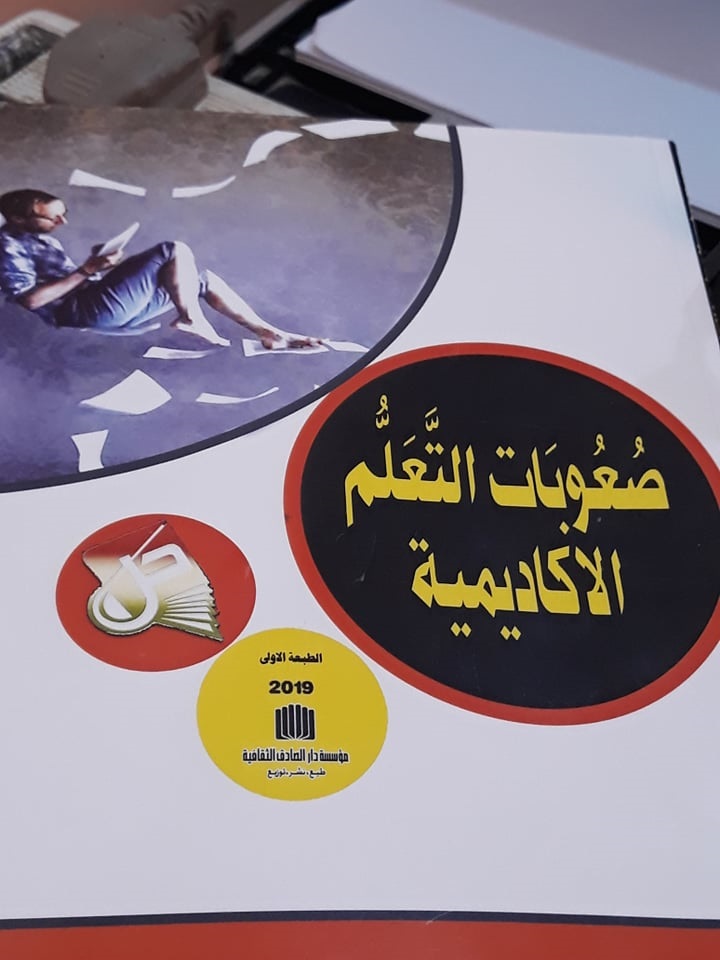 صُعُوبَات التَّعَلُّم
الاكاديمية
ص
الطبعة الاولى
2019
مؤسسة دار الصادق الثقافية
طبع، نشر، توزيع